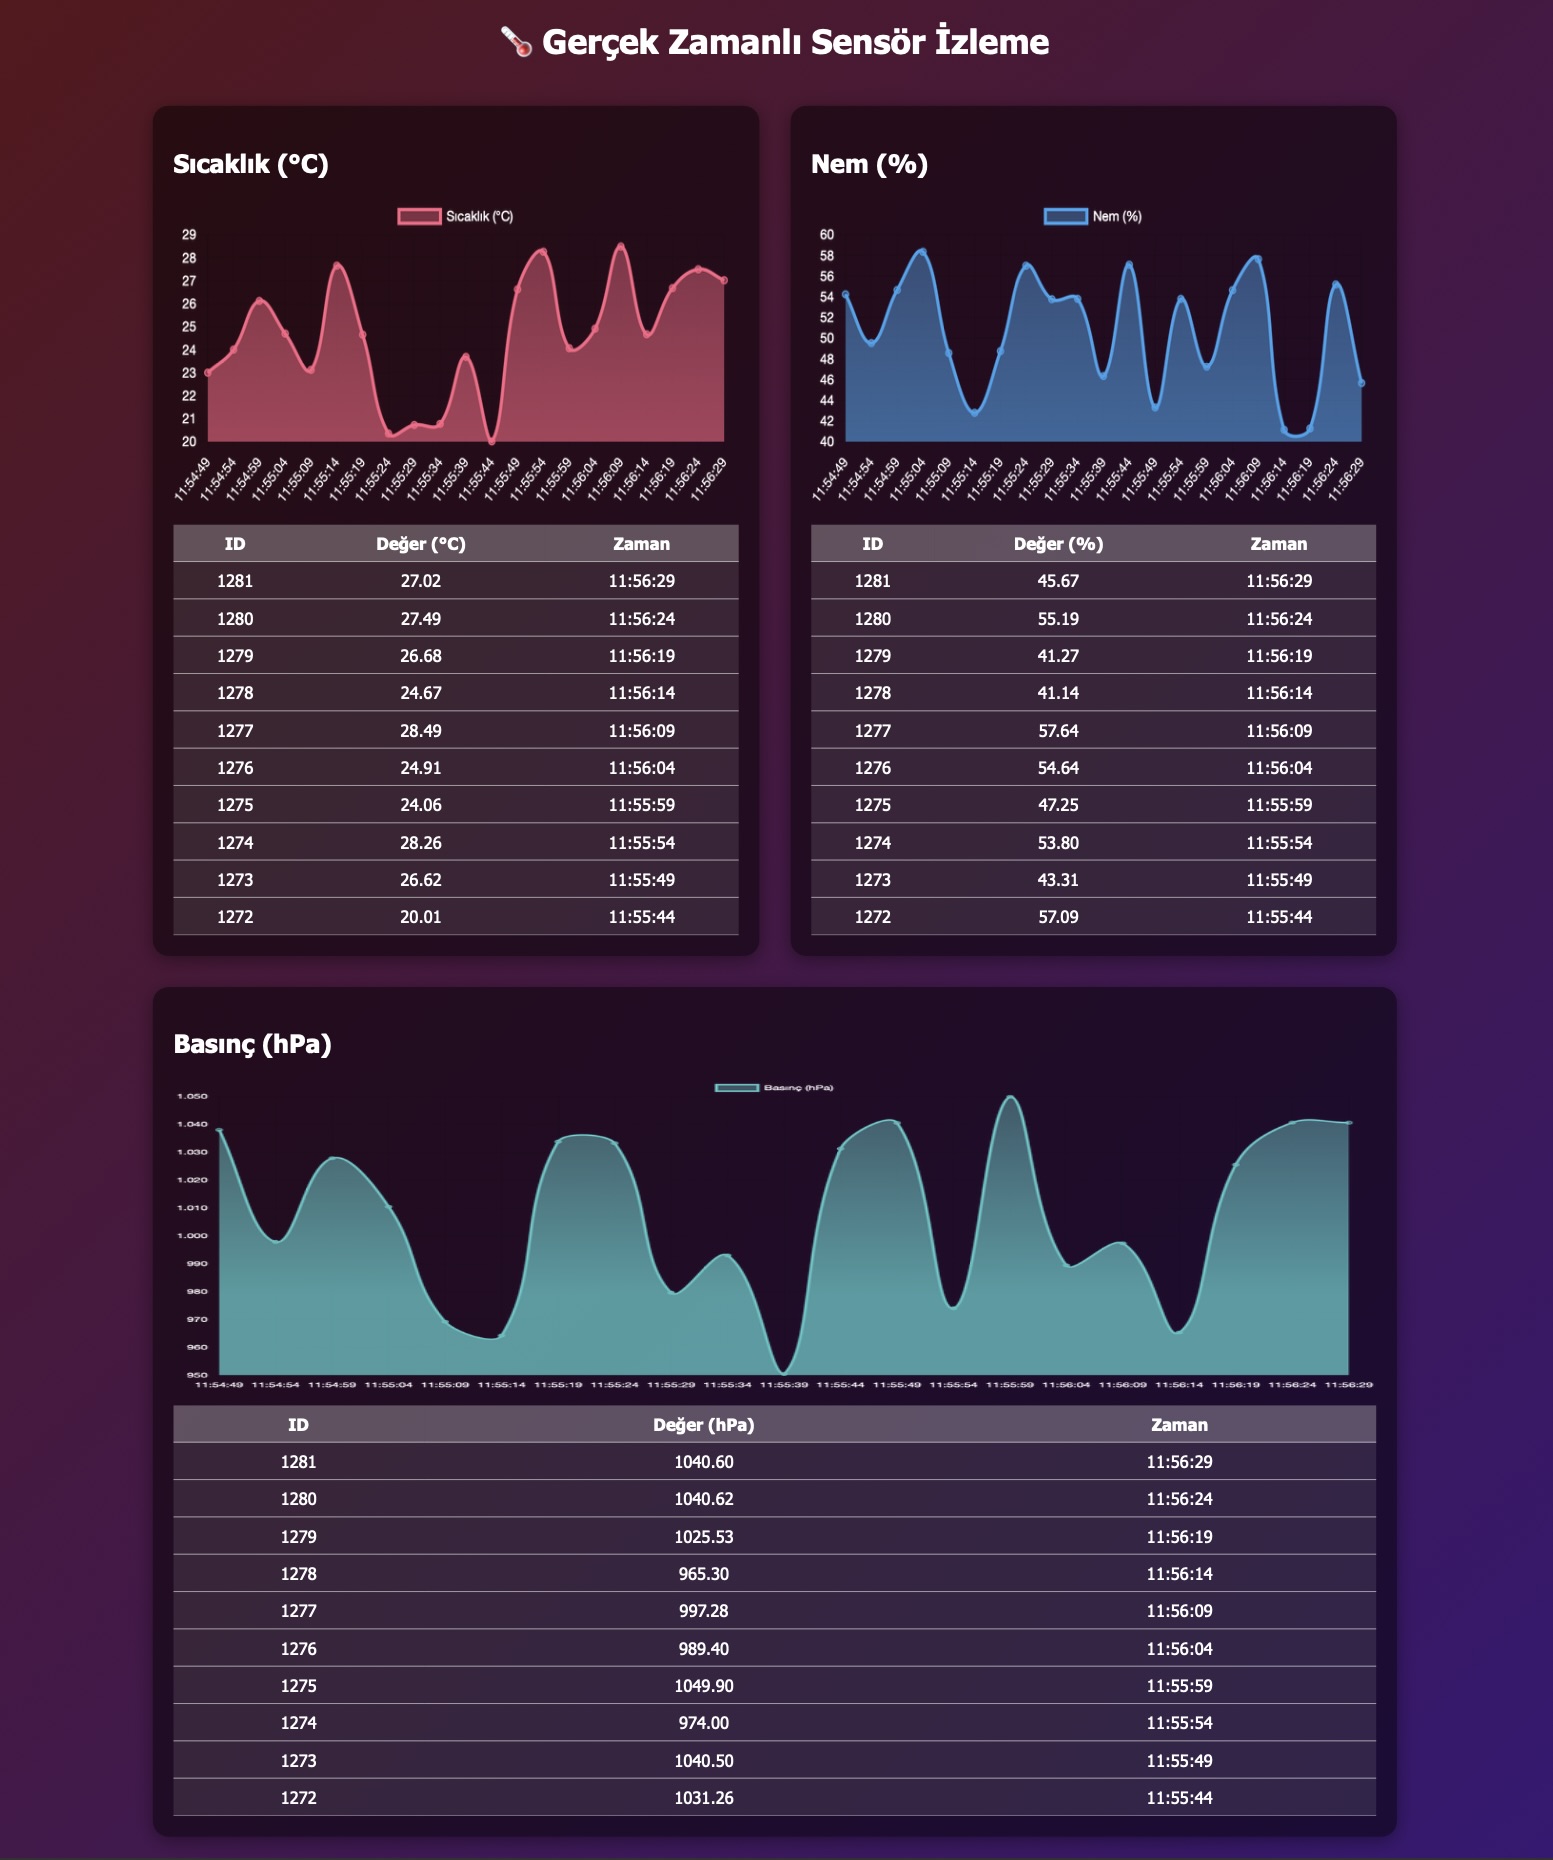 🌡️ Gerçek Zamanlı Sensör İzleme
Sıcaklık (°C)
Sıcaklık (°C)
29
28
27
26
25
24
23
22
21
20
11:54:49 11:54:54 11:54:59 11:55:04 11:55:09 11:55:14 11:55:19 11:55:24 11:55:29 11:55:34 11:55:39 11:55:44 11:55:49 11:55:54 11:55:59 11:56:04 11:56:09 11:56:14 11:56:19 11:56:24 11:56:29
ID Değer (°C) Zaman
1281 27.02 11:56:29
1280 27.49 11:56:24
1279 26.68 11:56:19
1278 24.67 11:56:14
1277 28.49 11:56:09
1276 24.91 11:56:04
1275 24.06 11:55:59
1274 28.26 11:55:54
1273 26.62 11:55:49
1272 20.01 11:55:44
Nem (%)
Nem (%)
60
58
56
54
52
50
48
46
44
42
40
11:54:49 11:54:54 11:54:59 11:55:04 11:55:09 11:55:14 11:55:19 11:55:24 11:55:29 11:55:34 11:55:39 11:55:44 11:55:49 11:55:54 11:55:59 11:56:04 11:56:09 11:56:14 11:56:19 11:56:24 11:56:29
ID Değer (%) Zaman
1281 45.67 11:56:29
1280 55.19 11:56:24
1279 41.27 11:56:19
1278 41.14 11:56:14
1277 57.64 11:56:09
1276 54.64 11:56:04
1275 47.25 11:55:59
1274 53.80 11:55:54
1273 43.31 11:55:49
1272 57.09 11:55:44
Basınç (hPa)
Basınç (hPa)
1.050
1.040
1.030
1.020
1.010
1.000
990
980
970
960
950
11:54:49 11:54:54 11:54:59 11:55:04 11:55:09 11:55:14 11:55:19 11:55:24 11:55:29 11:55:34 11:55:39 11:55:44 11:55:49 11:55:54 11:55:59 11:56:04 11:56:09 11:56:14 11:56:19 11:56:24 11:56:29
ID Değer (hPa) Zaman
1281 1040.60 11:56:29
1280 1040.62 11:56:24
1279 1025.53 11:56:19
1278 965.30 11:56:14
1277 997.28 11:56:09
1276 989.40 11:56:04
1275 1049.90 11:55:59
1274 974.00 11:55:54
1273 1040.50 11:55:49
1272 1031.26 11:55:44